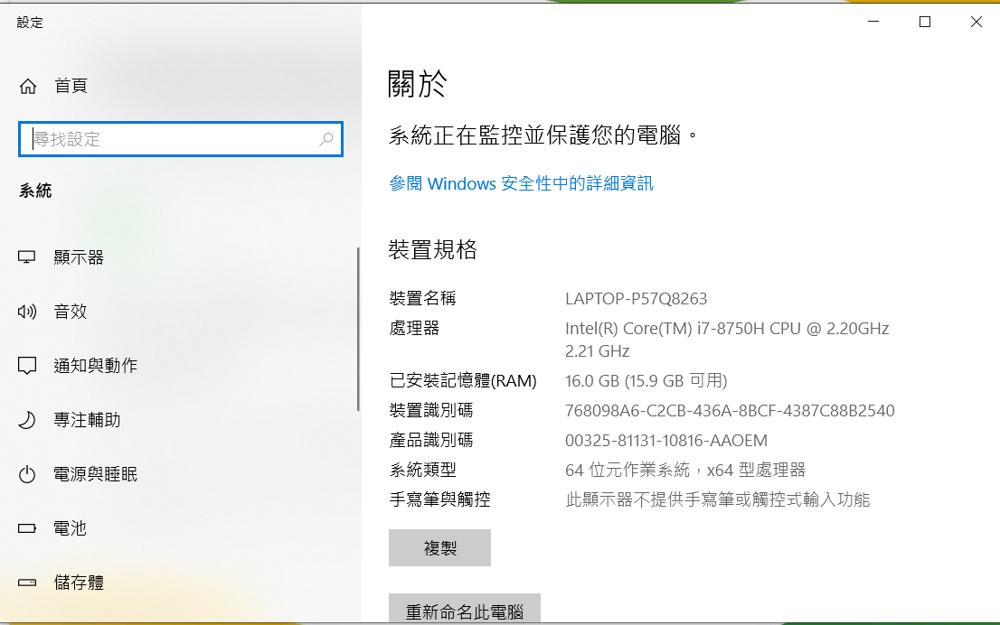 設定
首頁
尋找設定
系統
顯示器
音效
通知與動作
專注輔助
電源與睡眠
電池
儲存體
關於
系統正在監控並保護您的電腦。
參閱 Windows 安全性中的詳細資訊
裝置規格
裝置名稱 LAPTOP-P57Q8263
處理器 Intel(R) Core(TM) i7-8750H CPU @ 2.20GHz
2.21 GHz
已安裝記憶體(RAM) 16.0 GB (15.9 GB 可用)
裝置識別碼 768098A6-C2CB-436A-8BCF-4387C88B2540
產品識別碼 00325-81131-10816-AAOEM
系統類型 64 位元作業系統，x64 型處理器
手寫筆與觸控 此顯示器不提供手寫筆或觸控式輸入功能
複製
重新命名此電腦